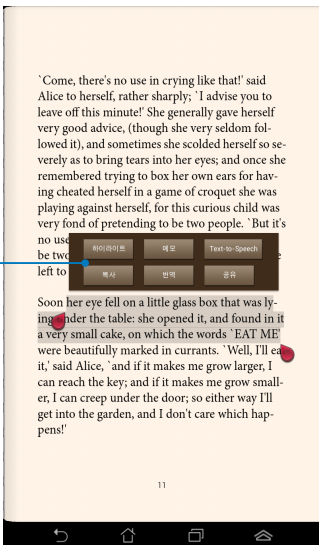 `Come, there's no use in crying like that!' said
Alice to herself, rather sharply; `I advise you to
leave off this minute!' She generally gave herself
very good advice, (though she very seldom fol-
lowed it), and sometimes she scolded herself so se-
verely as to bring tears into her eyes; and once she
remembered trying to box her own ears for hav-
ing cheated herself in a game of croquet she was
playing against herself, for this curious child was
very fond of pretending to be two people. `But it's
no use
하이라이트 메모 Text-to-Speech
be two
복사 번역 공유
left to
Soon her eye fell on a little glass box that was ly-
ing under the table: she opened it, and found in it
a very small cake, on which the words `EAT ME'
were beautifully marked in currants. `Well, I'll eat
it,' said Alice, `and if it makes me grow larger, I
can reach the key; and if it makes me grow small-
er, I can creep under the door; so either way I'll
get into the garden, and I don't care which hap-
pens!'
11